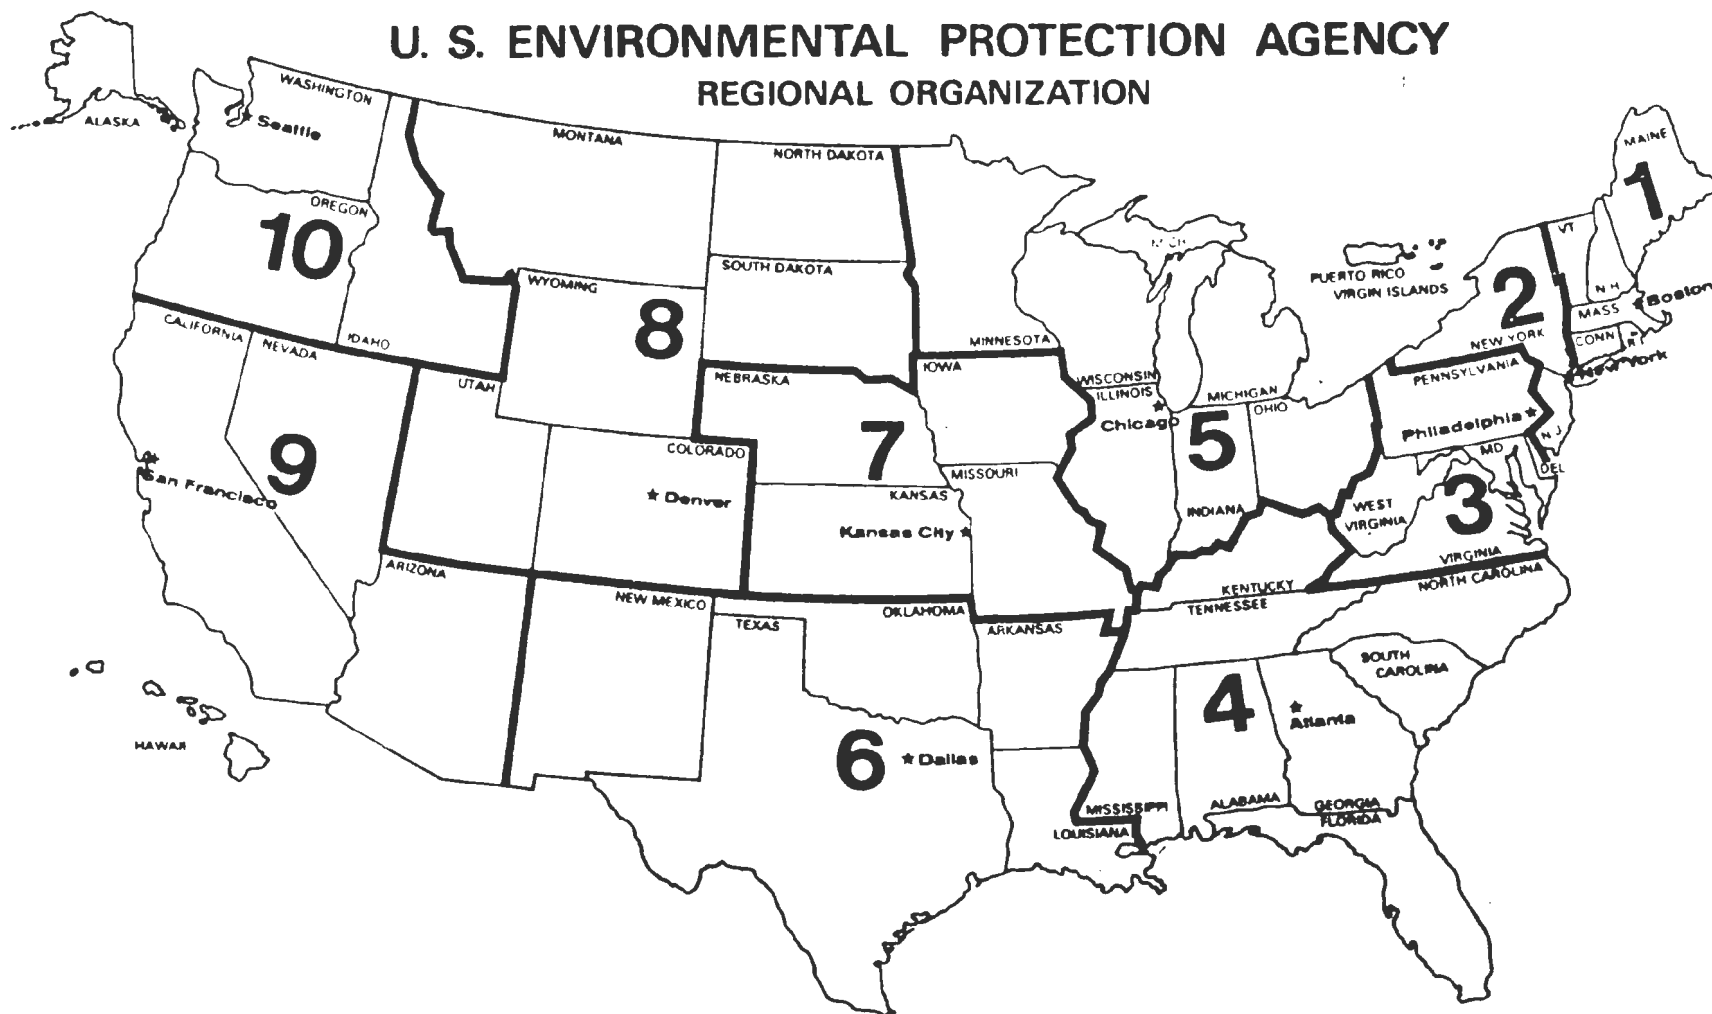 U. S. ENVIRONMENTAL PROTECTION AGENCY
REGIONAL ORGANIZATION
WASHINGTON
ALASKA
Seattle
MONTANA
NORTH DAKOTA
MAINE
1
OREGON
10
VT
MICH
SOUTH DAKOTA
WYOMING
PUERTO RICO
VIRGIN ISLANDS
2
N H
Boston
MASS
8
CALIFORNIA
NEVADA
IDAHO
MINNESOTA
NEW YORK
CONN
R I
New York
UTAH
NEBRASKA
IOWA
WISCONSIN
ILLINOIS
MICHIGAN
OHIO
PENNSYLVANIA
Chicago
5
Philadelphia
N J
7
9
COLORADO
MISSOURI
KANSAS
MD
DEL
San Francisco
Denver
Kansas City
INDIANA
WEST
VIRGINIA
3
VIRGINIA
ARIZONA
NEW MEXICO
OKLAHOMA
KENTUCKY
TENNESSEE
NORTH CAROLINA
TEXAS
ARKANSAS
SOUTH
CAROLINA
4
Atlanta
HAWAII
6
Dallas
MISSISSIPPI
LOUISIANA
ALABAMA
GEORGIA
FLORIDA